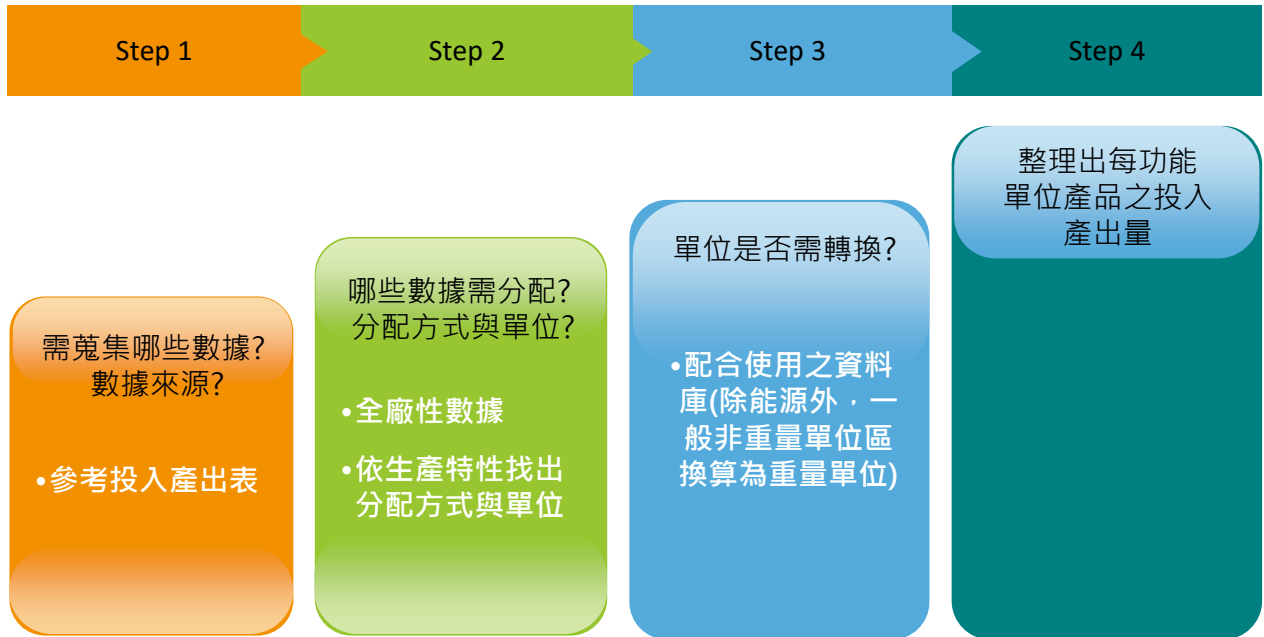 Step 1
Step 2
Step 3
Step 4
需蒐集哪些數據?
數據來源?
•參考投入產出表
哪些數據需分配?
分配方式與單位?
•全廠性數據
•依生產特性找出
分配方式與單位
單位是否需轉換?
•配合使用之資料
庫(除能源外，一
般非重量單位區
換算為重量單位)
整理出每功能
單位產品之投入
產出量